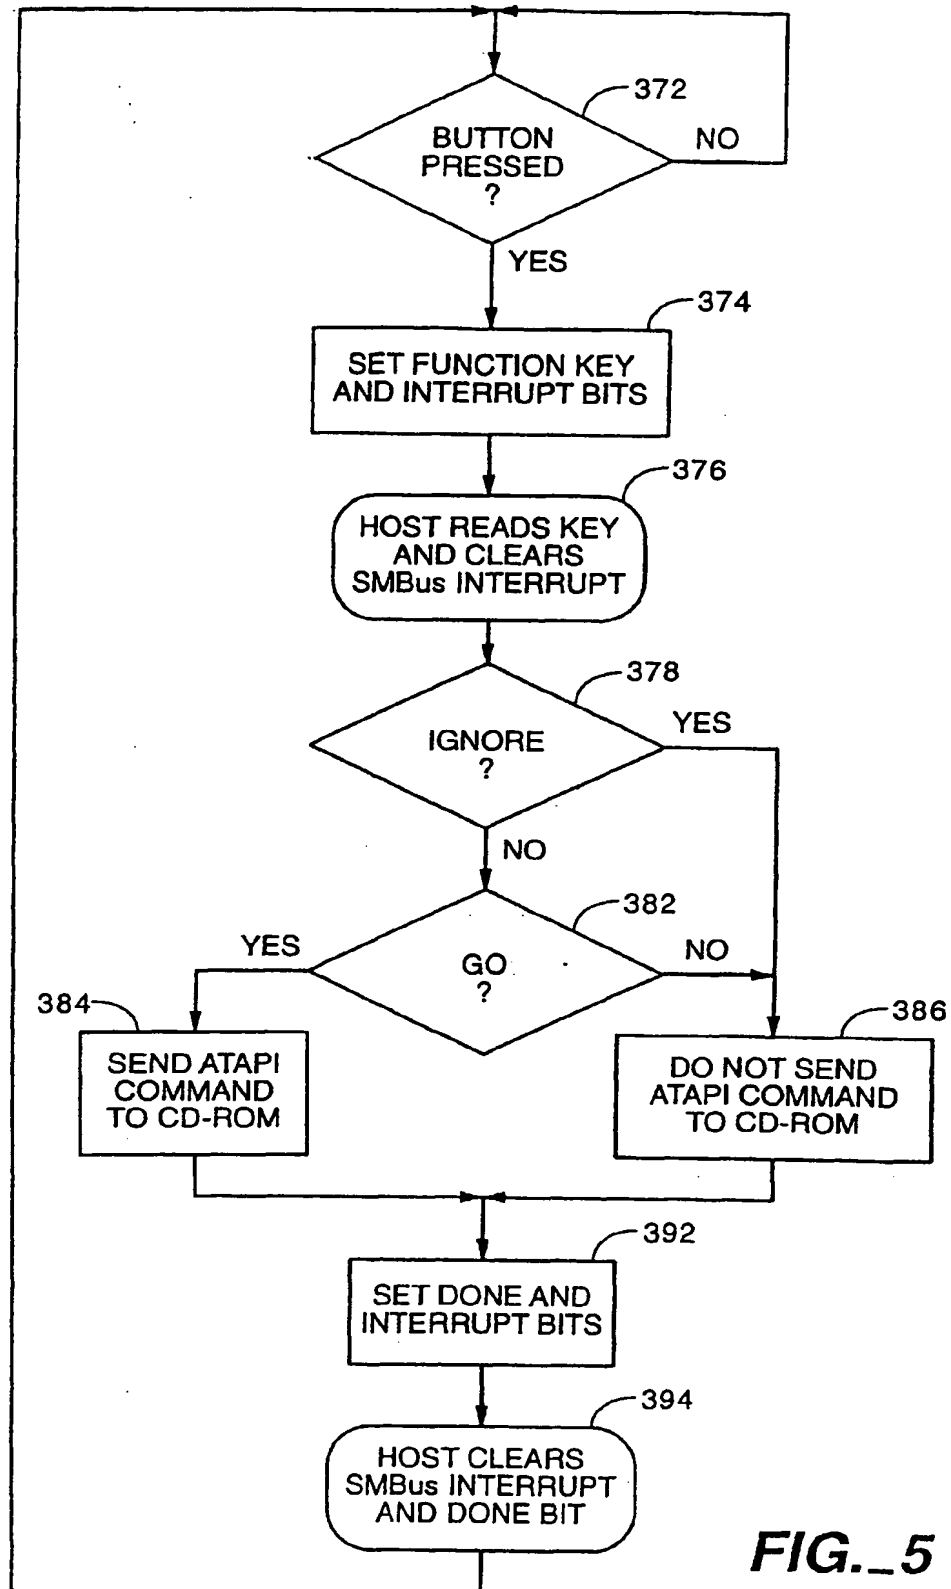 372
BUTTON
PRESSED
?
NO
YES
374
SET FUNCTION KEY
AND INTERRUPT BITS
376
HOST READS KEY
AND CLEARS
SMBus INTERRUPT
378
IGNORE
?
YES
NO
382
GO
?
YES
NO
384
SEND ATAPI
COMMAND
TO CD-ROM
386
DO NOT SEND
ATAPI COMMAND
TO CD-ROM
392
SET DONE AND
INTERRUPT BITS
394
HOST CLEARS
SMBus INTERRUPT
AND DONE BIT
FIG._5